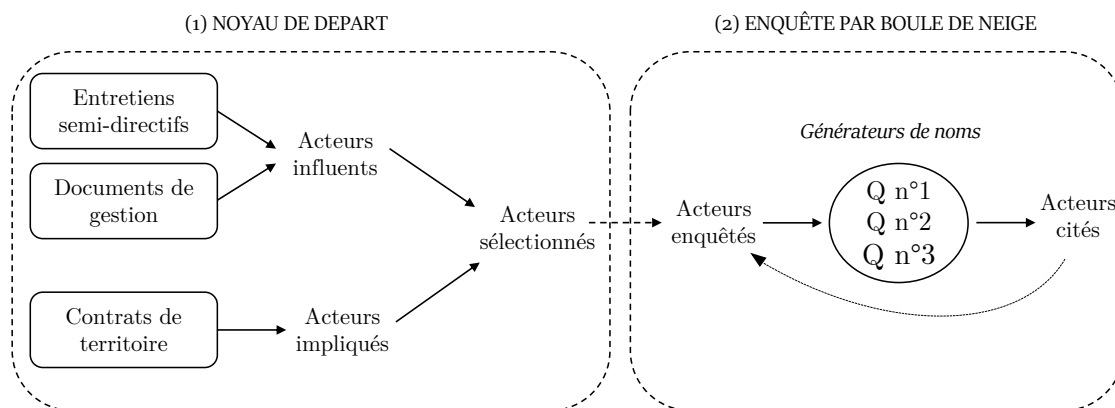 (1) NOYAU DE DEPART
Entretiens
semi-directifs
Documents de
gestion
Contrats de
territoire
Acteurs
influents
Acteurs
impliqués
Acteurs
sélectionnés
(2) ENQUÊTE PAR BOULE DE NEIGE
Acteurs
enquêtés
Générateurs de noms
Q n°1
Q n°2
Q n°3
Acteurs
cités